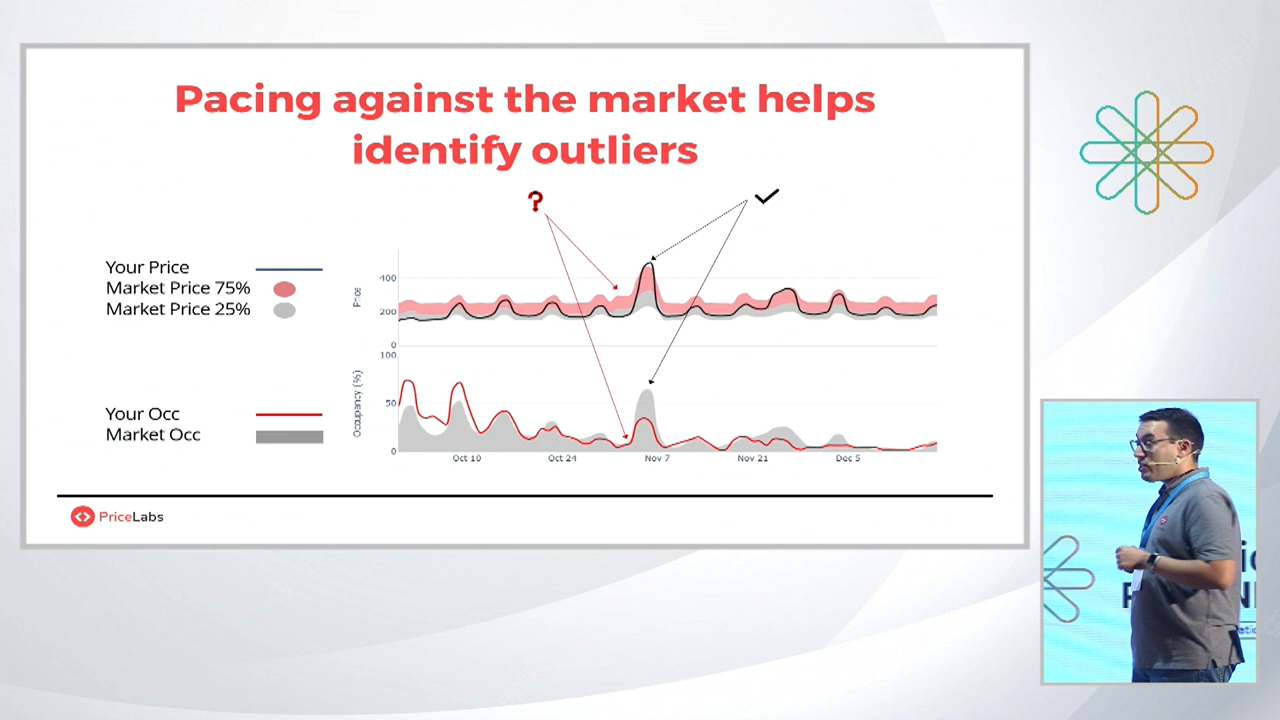 Pacing against the market helps
identify outliers
?
Your Price
Market Price 75%
Market Price 25%
Price
400
200
0
Your Occ
Market Occ
Occupancy (%)
100
50
0
Oct 10
Oct 24
Nov 7
Nov 21
Dec 5
PriceLabs